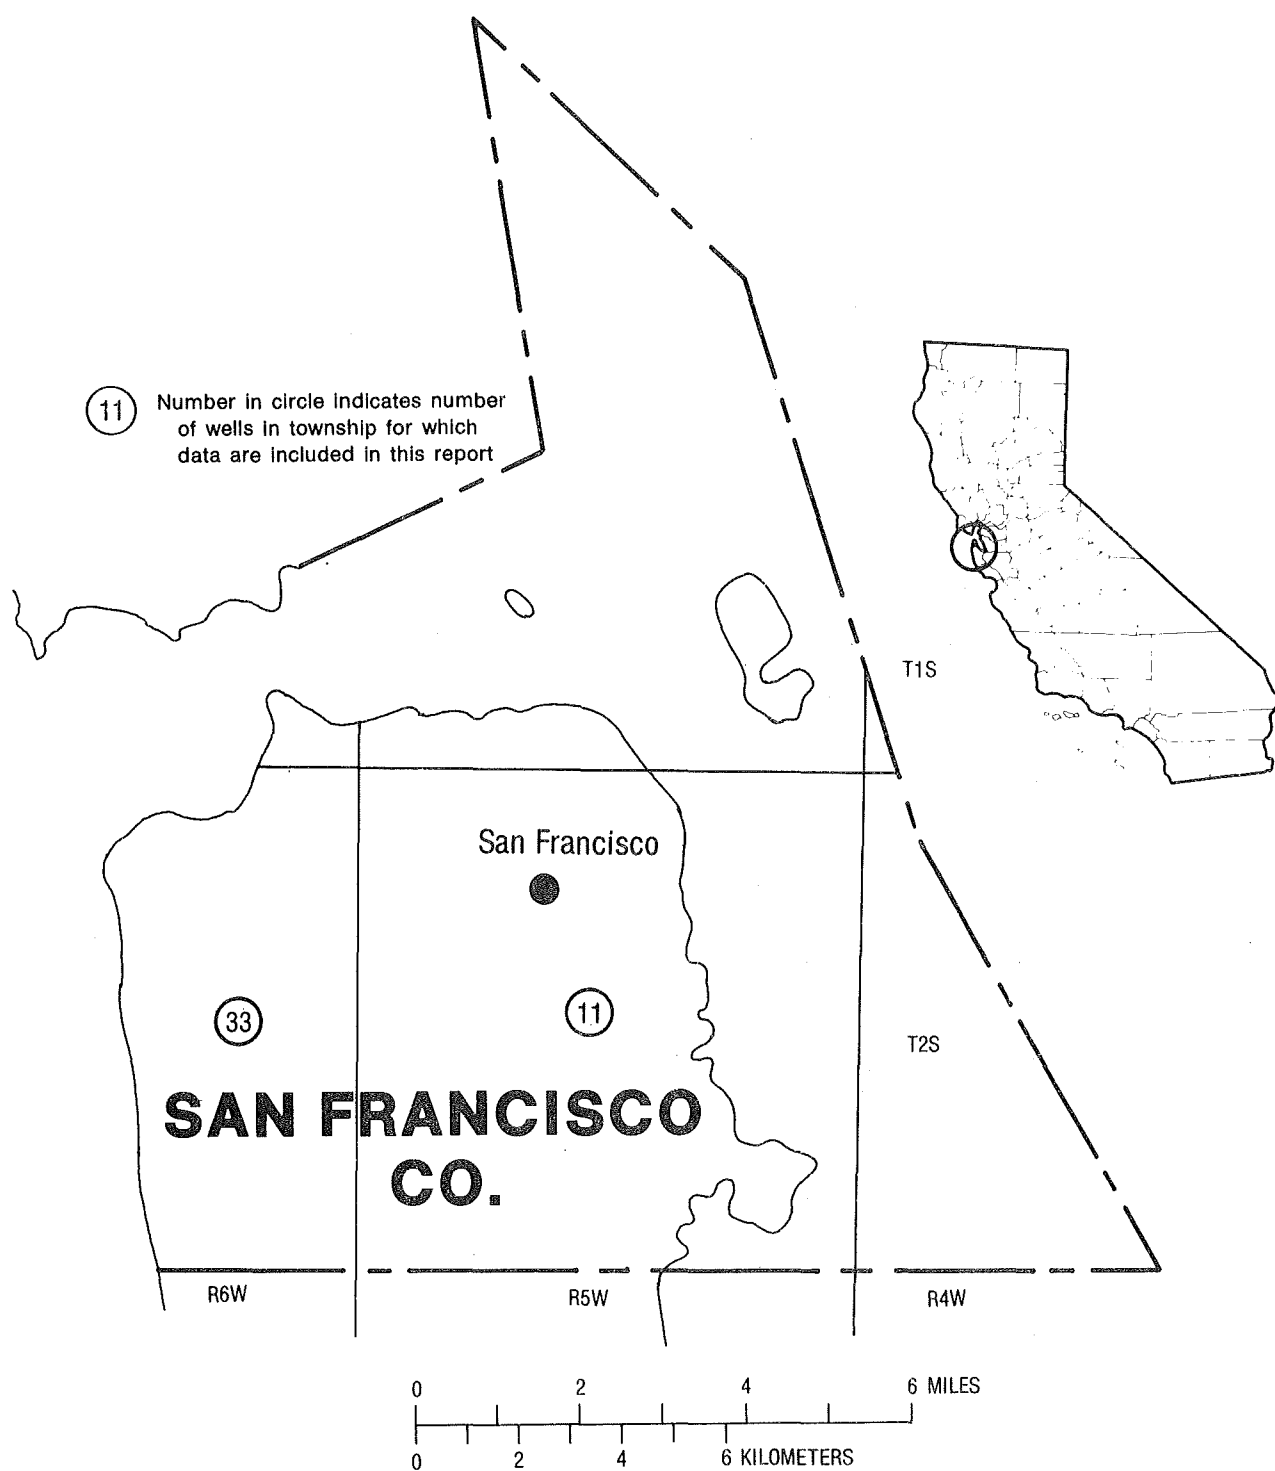 11 Number in circle indicates number
of wells in township for which
data are included in this report
T1S
San Francisco
33
11
T2S
SAN FRANCISCO
CO.
R6W R5W R4W
0 2 4 6 MILES
0 2 4 6 KILOMETERS